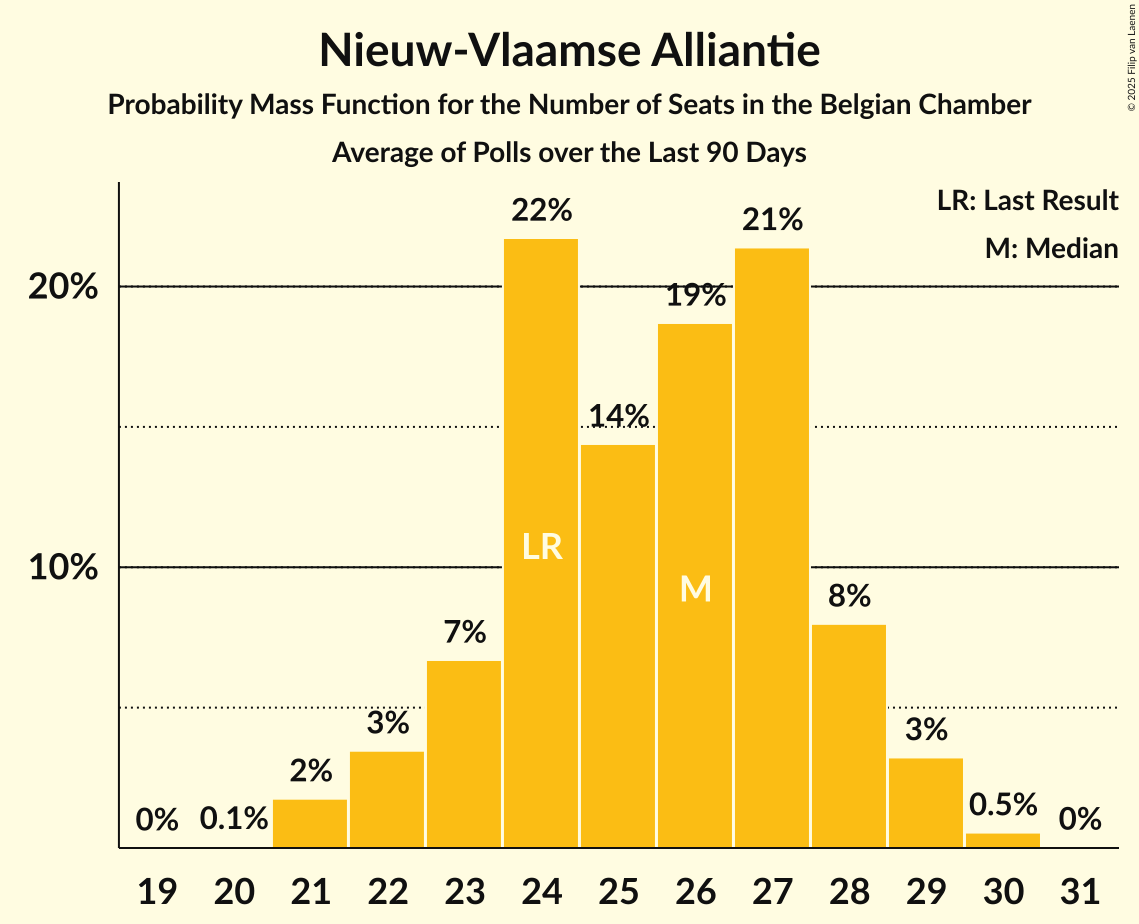 Nieuw-Vlaamse Alliantie
Probability Mass Function for the Number of Seats in the Belgian Chamber
Average of Polls over the Last 90 Days
© 2025 Filip van Laenen
LR: Last Result
M: Median
22%
21%
20%
19%
14%
LR
10%
M
8%
7%
3%
3%
2%
0%
0.1%
0.5%
0%
19 20 21 22 23 24 25 26 27 28 29 30 31